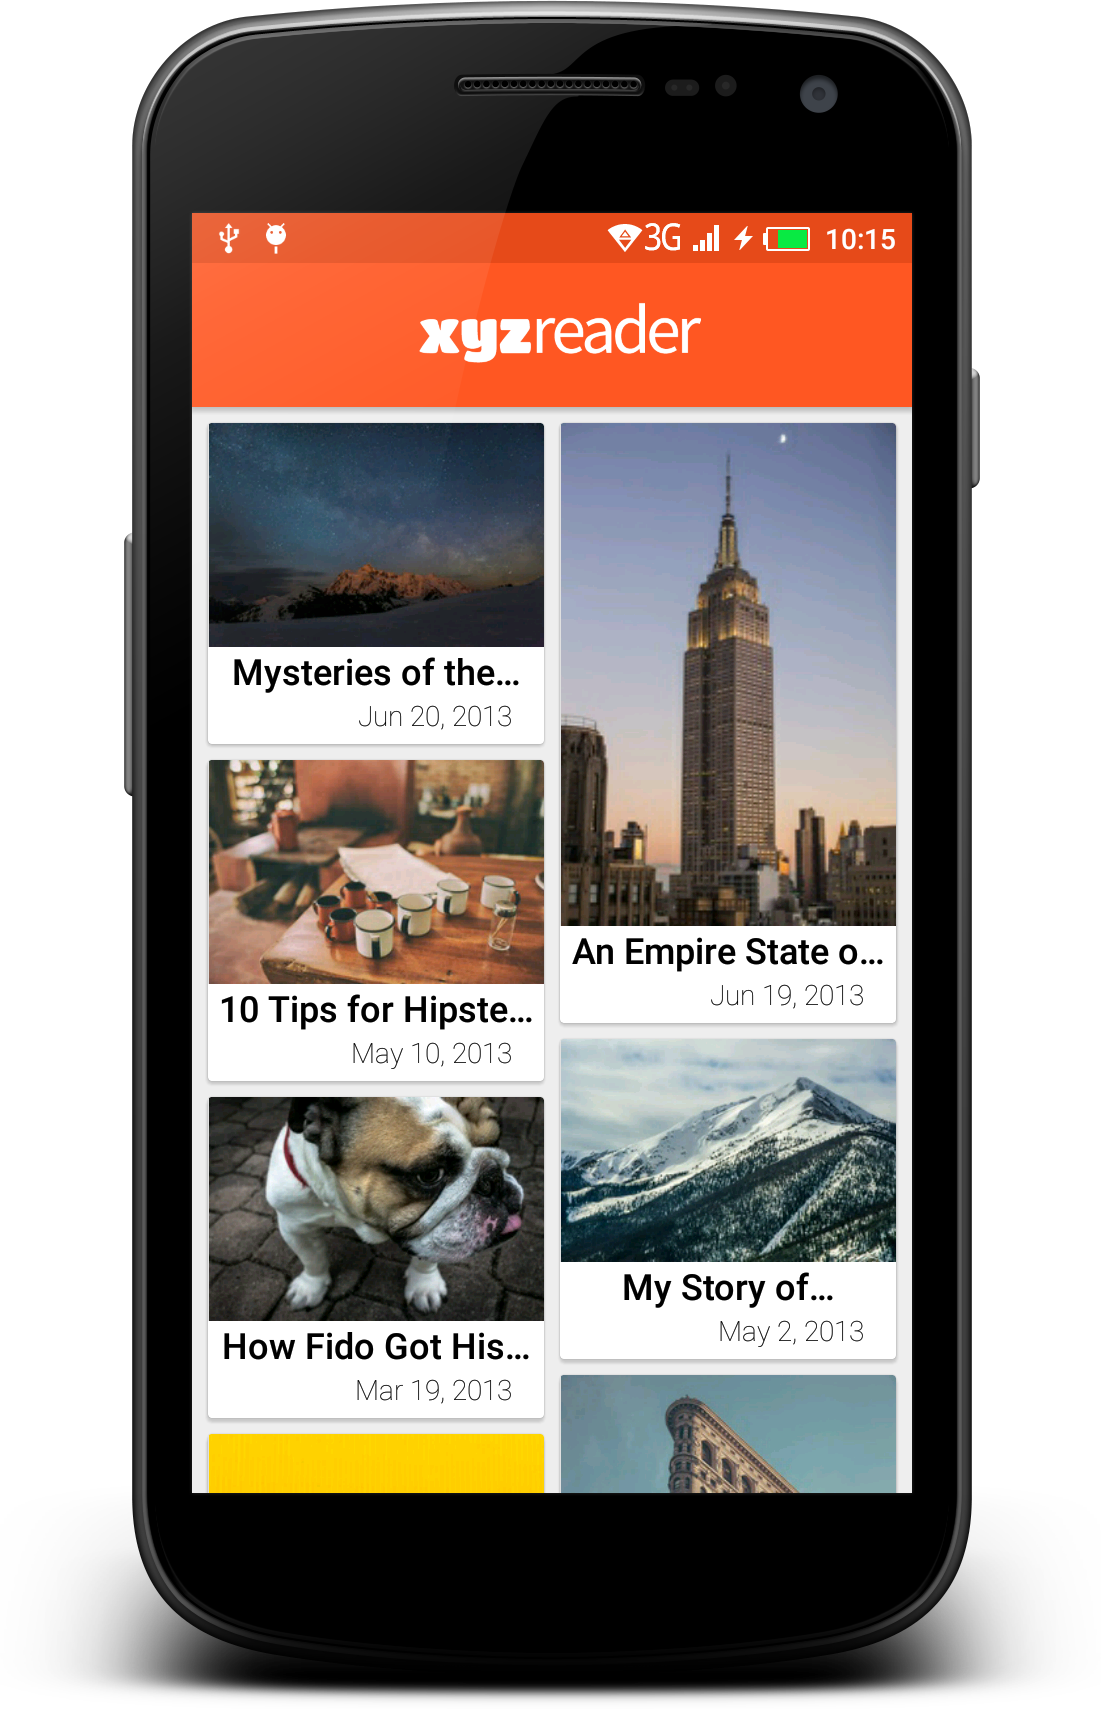 3G 10:15
xyzreader
Mysteries of the...
Jun 20, 2013
An Empire State o...
Jun 19, 2013
10 Tips for Hipste...
May 10, 2013
My Story of...
May 2, 2013
How Fido Got His...
Mar 19, 2013